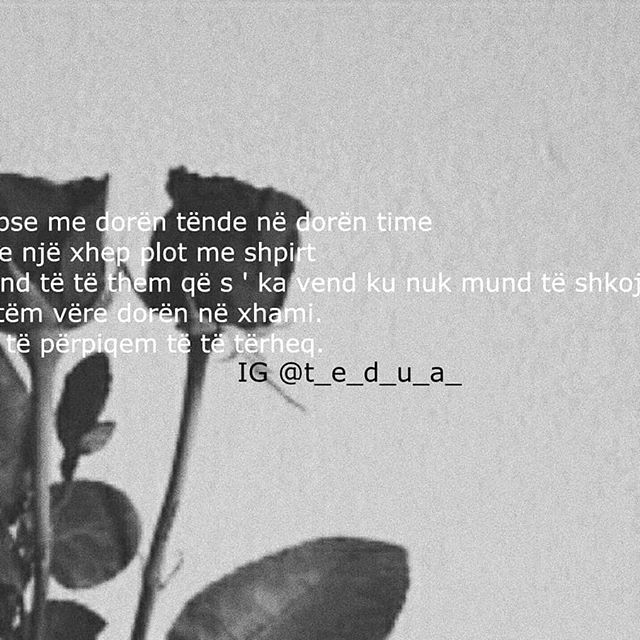 pse me dorën tënde në dorën time
e një xhep plot me shpirt
nd të të them që s ' ka vend ku nuk mund të shkoj
tëm vëre dorën në xhami.
të përpiqem të të tërheq.
IG @t_e_d_u_a_